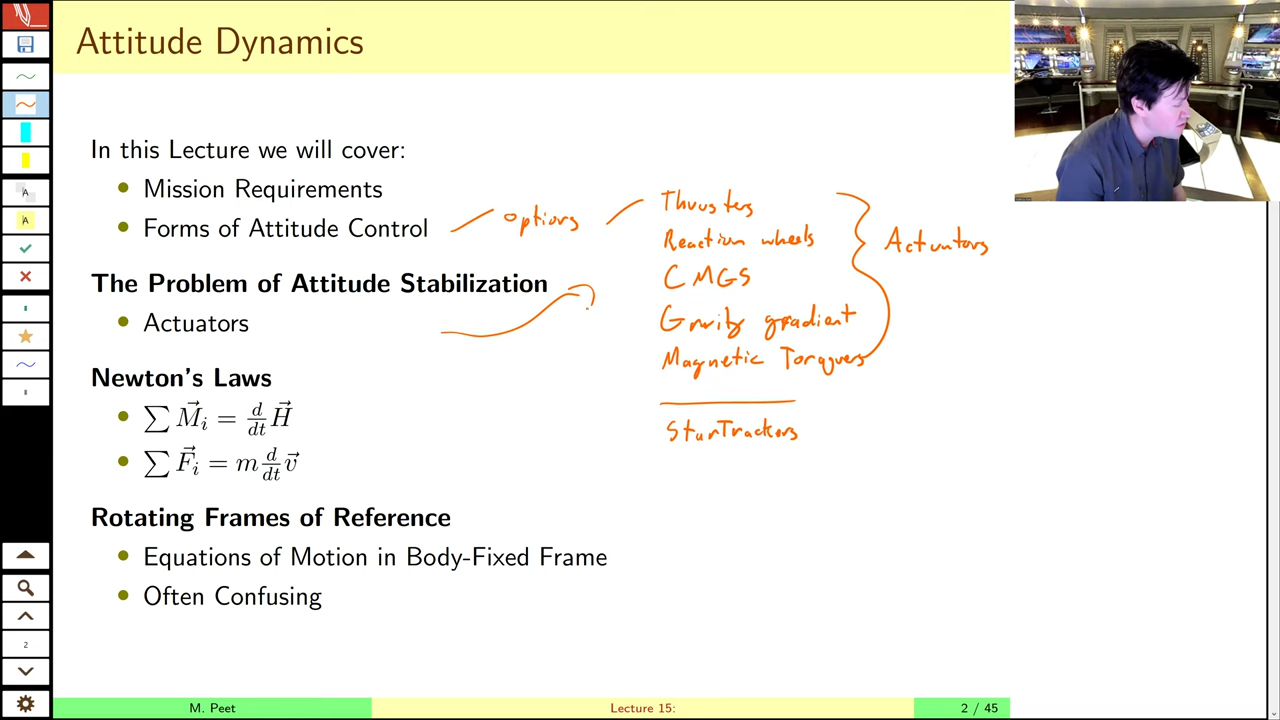 Attitude Dynamics
In this Lecture we will cover:
• Mission Requirements
• Forms of Attitude Control
options
Thrusters
Reaction wheels
CMGS
Gravity gradient
Magnetic Torquers
Actuators
StarTrackers
The Problem of Attitude Stabilization
• Actuators
Newton's Laws
• ∑ M⃗ᵢ = d/dt H⃗
• ∑ F⃗ᵢ = m d/dt v⃗
Rotating Frames of Reference
• Equations of Motion in Body-Fixed Frame
• Often Confusing
A
A
2
M. Peet
Lecture 15:
2 / 45